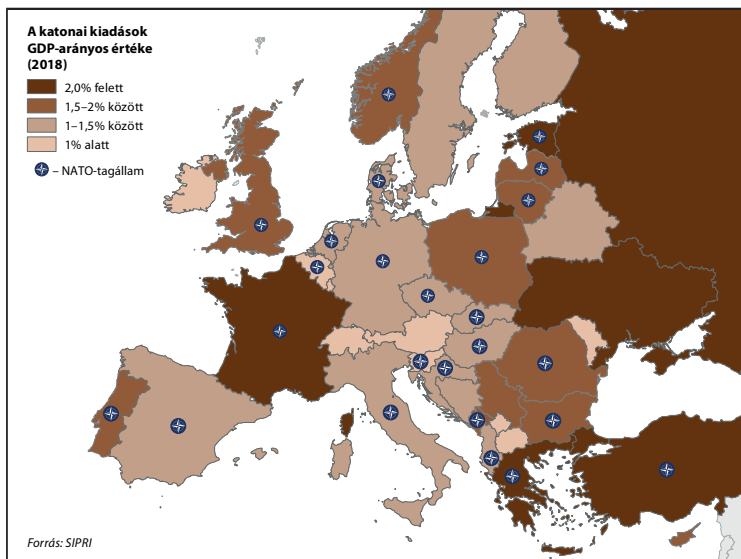 A katonai kiadások
GDP-arányos értéke
(2018)
2,0% felett
1,5–2% között
1–1,5% között
1% alatt
– NATO-tagállam
Forrás: SIPRI